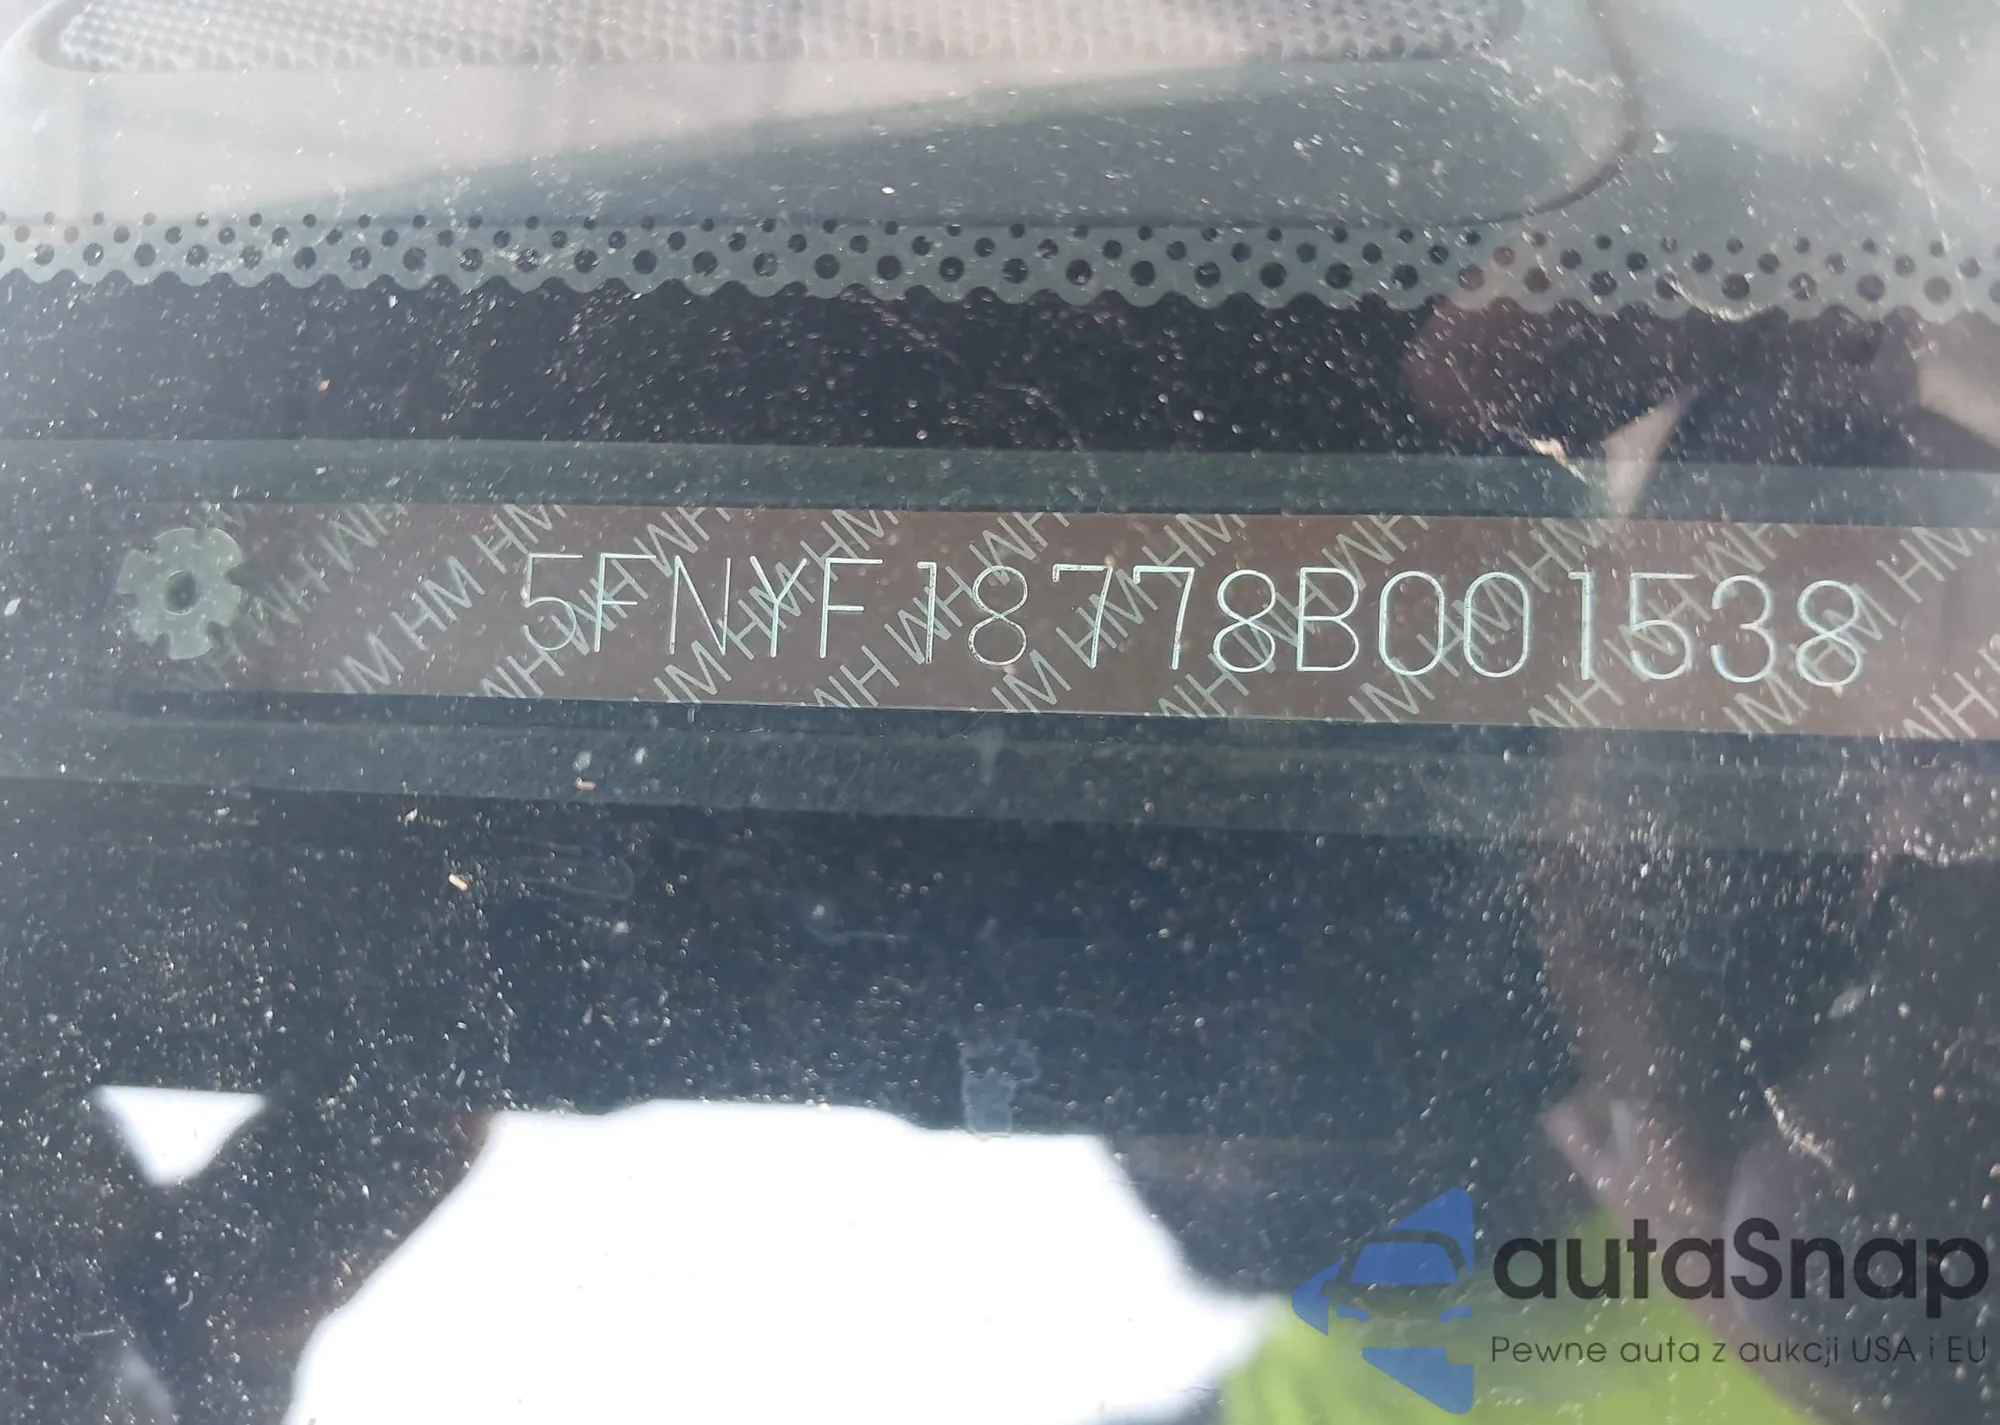 5FNYF18778B001538
autaSnap
Pewne auta z aukcji USA i EU